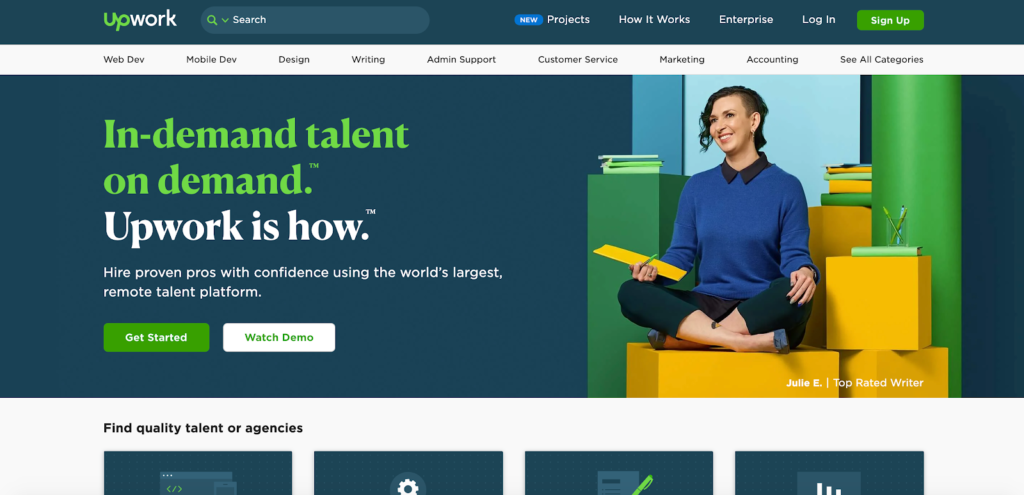 Upwork
Search
NEW Projects
How It Works
Enterprise
Log In
Sign Up
Web Dev
Mobile Dev
Design
Writing
Admin Support
Customer Service
Marketing
Accounting
See All Categories
In-demand talent
on demand.™
Upwork is how.™
Hire proven pros with confidence using the world’s largest,
remote talent platform.
Get Started
Watch Demo
Julie E. | Top Rated Writer
Find quality talent or agencies
</>